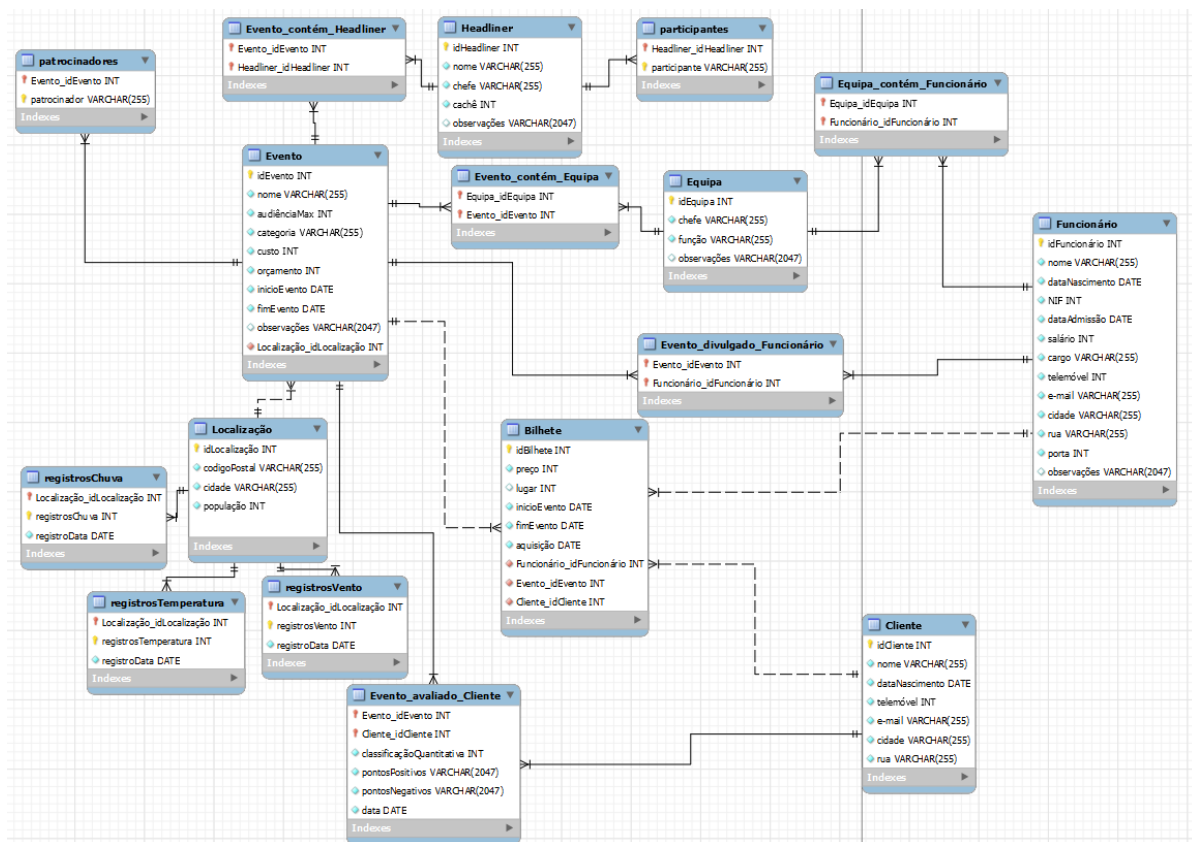 patrocinadores
Evento_idEvento INT
patrocinador VARCHAR(255)
Indexes
Evento_contém_Headliner
Evento_idEvento INT
Headliner_idHeadliner INT
Indexes
Headliner
idHeadliner INT
nome VARCHAR(255)
chefe VARCHAR(255)
cachê INT
observações VARCHAR(2047)
Indexes
participantes
Headliner_idHeadliner INT
participante VARCHAR(255)
Indexes
Equipa_contém_Funcionário
Equipa_idEquipa INT
Funcionário_idFuncionário INT
Indexes
Evento
idEvento INT
nome VARCHAR(255)
audiênciaMax INT
categoria VARCHAR(255)
custo INT
orçamento INT
inicioEvento DATE
fimEvento DATE
observações VARCHAR(2047)
Localização_idLocalização INT
Indexes
Evento_contém_Equipa
Equipa_idEquipa INT
Evento_idEvento INT
Indexes
Equipa
idEquipa INT
chefe VARCHAR(255)
função VARCHAR(255)
observações VARCHAR(2047)
Indexes
Funcionário
idFuncionário INT
nome VARCHAR(255)
dataNascimento DATE
NIF INT
dataAdmissão DATE
salário INT
cargo VARCHAR(255)
telemóvel INT
e-mail VARCHAR(255)
cidade VARCHAR(255)
rua VARCHAR(255)
porta INT
observações VARCHAR(2047)
Indexes
Evento_divulgado_Funcionário
Evento_idEvento INT
Funcionário_idFuncionário INT
Indexes
Localização
idLocalização INT
codigoPostal VARCHAR(255)
cidade VARCHAR(255)
população INT
Indexes
Bilhete
idBilhete INT
preço INT
lugar INT
inicioEvento DATE
fimEvento DATE
aquisição DATE
Funcionário_idFuncionário INT
Evento_idEvento INT
Cliente_idCliente INT
Indexes
registrosChuva
Localização_idLocalização INT
registrosChuva INT
registroData DATE
Indexes
registrosTemperatura
Localização_idLocalização INT
registrosTemperatura INT
registroData DATE
Indexes
registrosVento
Localização_idLocalização INT
registrosVento INT
registroData DATE
Indexes
Cliente
idCliente INT
nome VARCHAR(255)
dataNascimento DATE
telemóvel INT
e-mail VARCHAR(255)
cidade VARCHAR(255)
rua VARCHAR(255)
Indexes
Evento_avaliado_Cliente
Evento_idEvento INT
Cliente_idCliente INT
classificaçãoQuantitativa INT
pontosPositivos VARCHAR(2047)
pontosNegativos VARCHAR(2047)
data DATE
Indexes